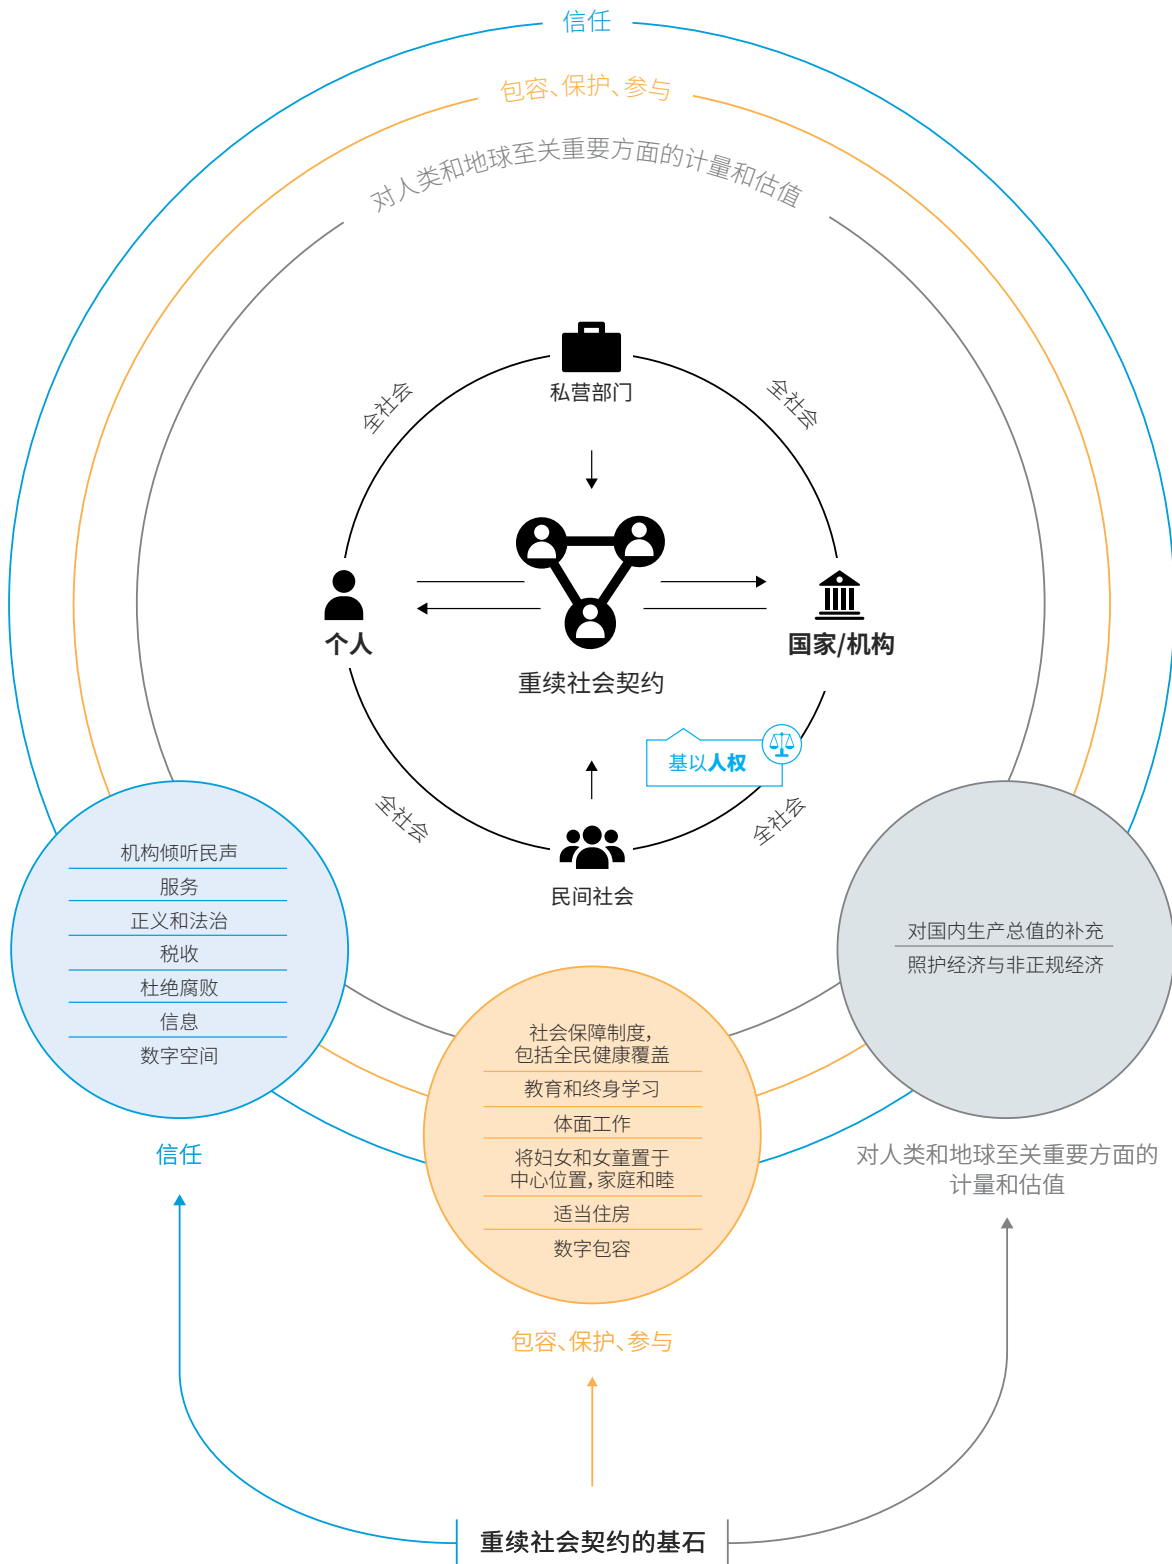 信任
包容、保护、参与
对人类和地球至关重要方面的计量和估值
全社会
私营部门
全社会
个人
国家/机构
重续社会契约
基以人权
全社会
全社会
民间社会
机构倾听民声
服务
正义和法治
税收
杜绝腐败
信息
数字空间
信任
社会保障制度，
包括全民健康覆盖
教育和终身学习
体面工作
将妇女和女童置于
中心位置，家庭和睦
适当住房
数字包容
包容、保护、参与
对国内生产总值的补充
照护经济与非正规经济
对人类和地球至关重要方面的
计量和估值
重续社会契约的基石